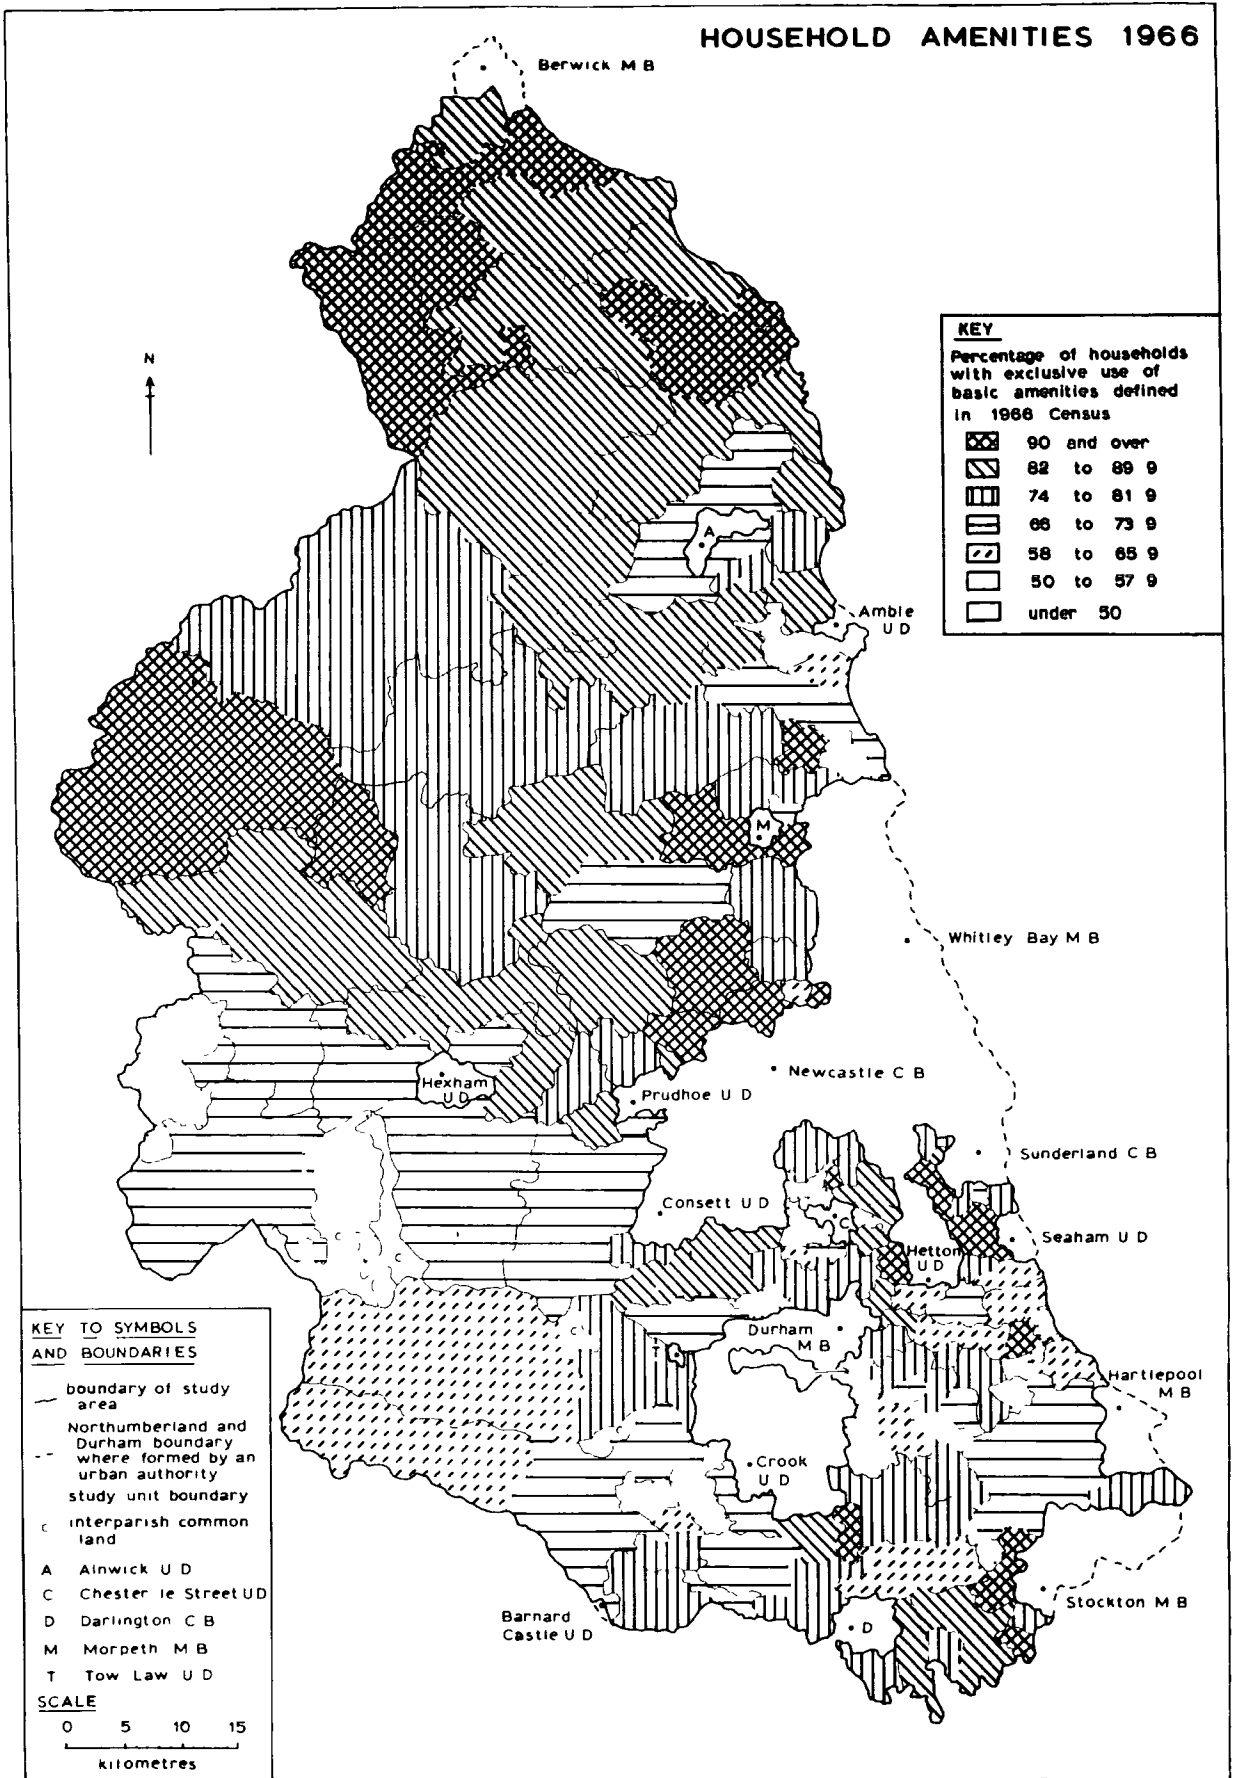 HOUSEHOLD AMENITIES 1966
Berwick M B
N
KEY
Percentage of households
with exclusive use of
basic amenities defined
in 1966 Census
90 and over
82 to 89 9
74 to 81 9
66 to 73 9
58 to 65 9
50 to 57 9
under 50
A
Amble
U D
M
Whitley Bay M B
Newcastle C B
Hexham
U D
Prudhoe U D
Sunderland C B
Consett U D
C
Seaham U D
Hetton
U D
Durham
M B
T
Hartlepool
M B
Crook
U D
Stockton M B
Barnard
Castle U D
D
KEY TO SYMBOLS
AND BOUNDARIES
boundary of study
area
Northumberland and
Durham boundary
where formed by an
urban authority
study unit boundary
c interparish common
land
A Alnwick U D
C Chester le Street U D
D Darlington C B
M Morpeth M B
T Tow Law U D
SCALE
0 5 10 15
kilometres